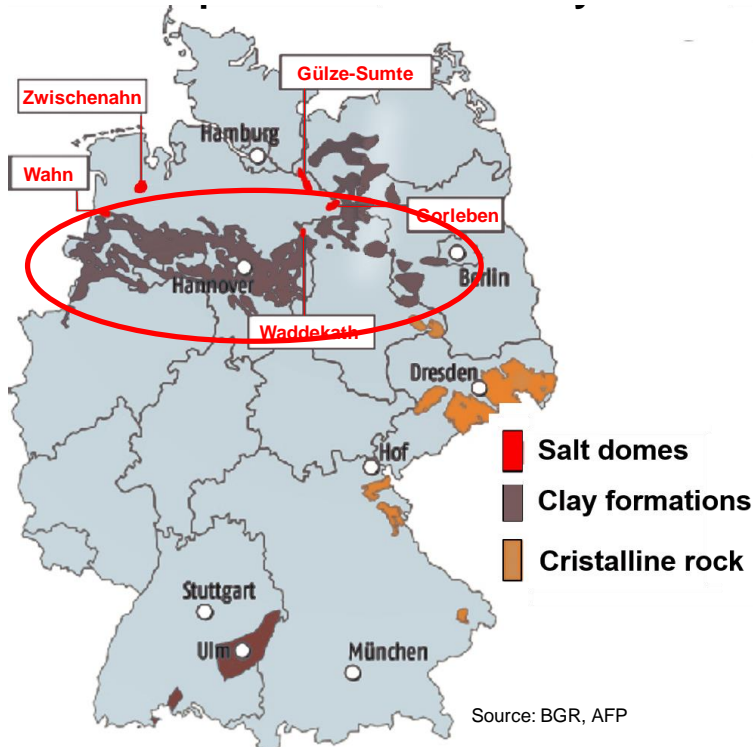 Gülze-Sumte
Zwischenahn
Hamburg
Wahn
Gorleben
Hannover
Berlin
Waddekath
Dresden
Hof
Salt domes
Clay formations
Cristalline rock
Stuttgart
Ulm
München
Source: BGR, AFP